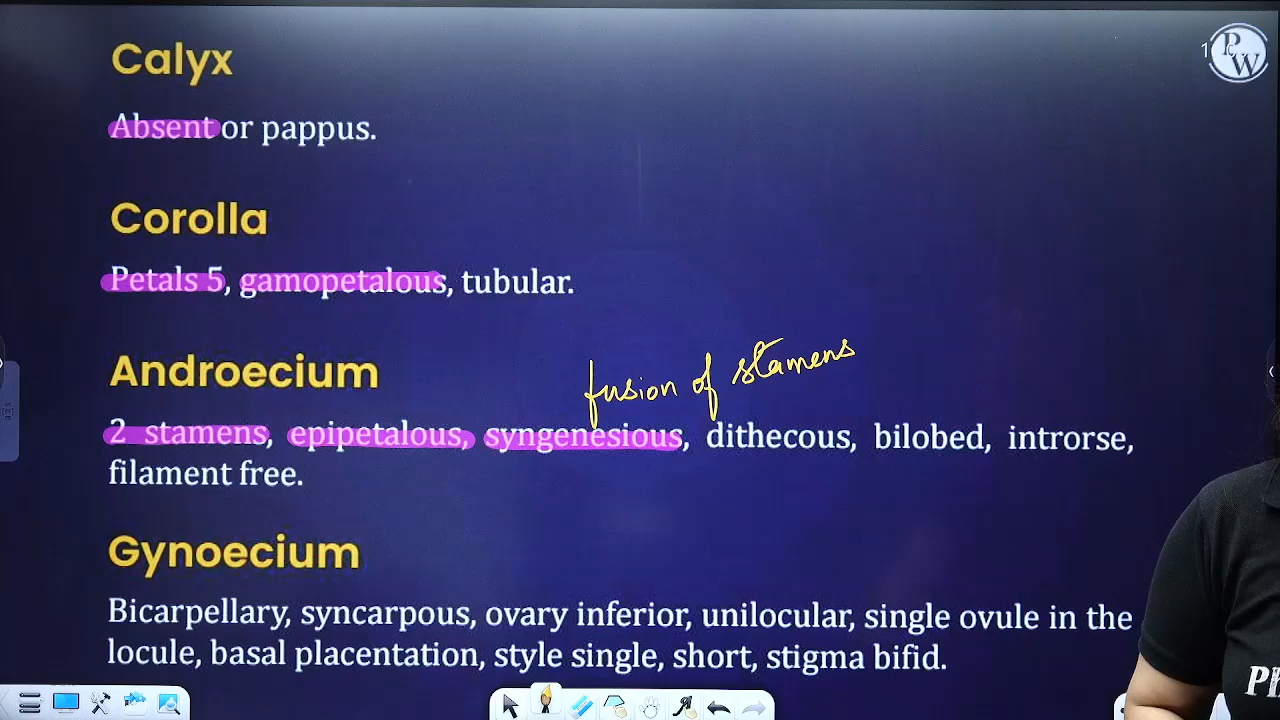 Calyx
Absent or pappus.
Corolla
Petals 5, gamopetalous, tubular.
Androecium
fusion of stamens
2 stamens, epipetalous, syngenesious, dithecous, bilobed, introrse,
filament free.
Gynoecium
Bicarpellary, syncarpous, ovary inferior, unilocular, single ovule in the
locule, basal placentation, style single, short, stigma bifid.
PW